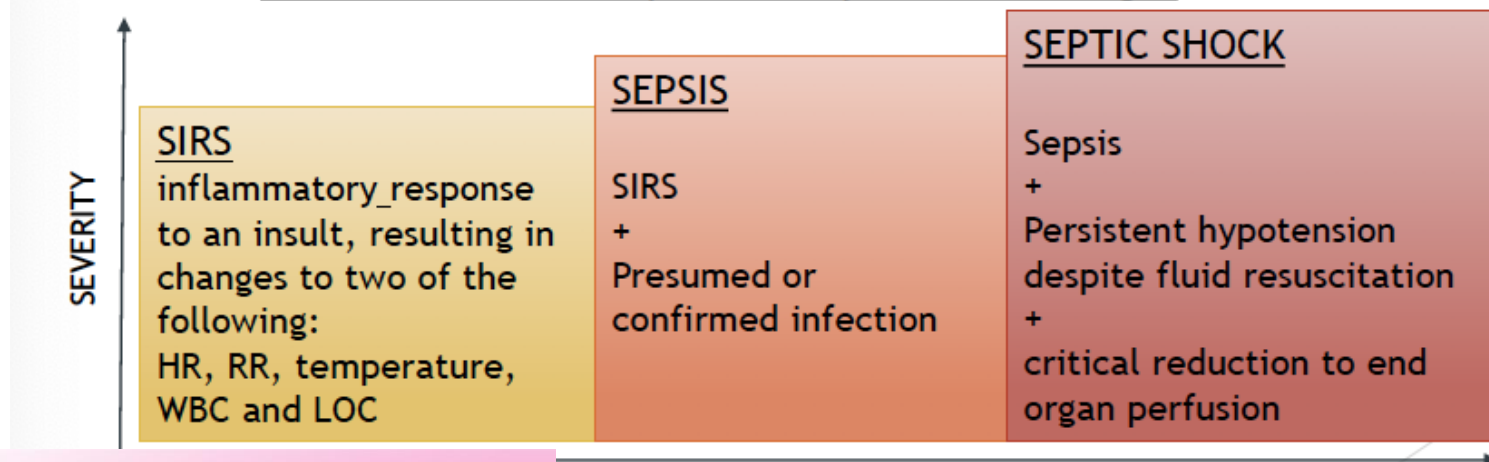 SEVERITY
SIRS
inflammatory_response
to an insult, resulting in
changes to two of the
following:
HR, RR, temperature,
WBC and LOC
SEPSIS
SIRS
+
Presumed or
confirmed infection
SEPTIC SHOCK
Sepsis
+
Persistent hypotension
despite fluid resuscitation
+
critical reduction to end
organ perfusion